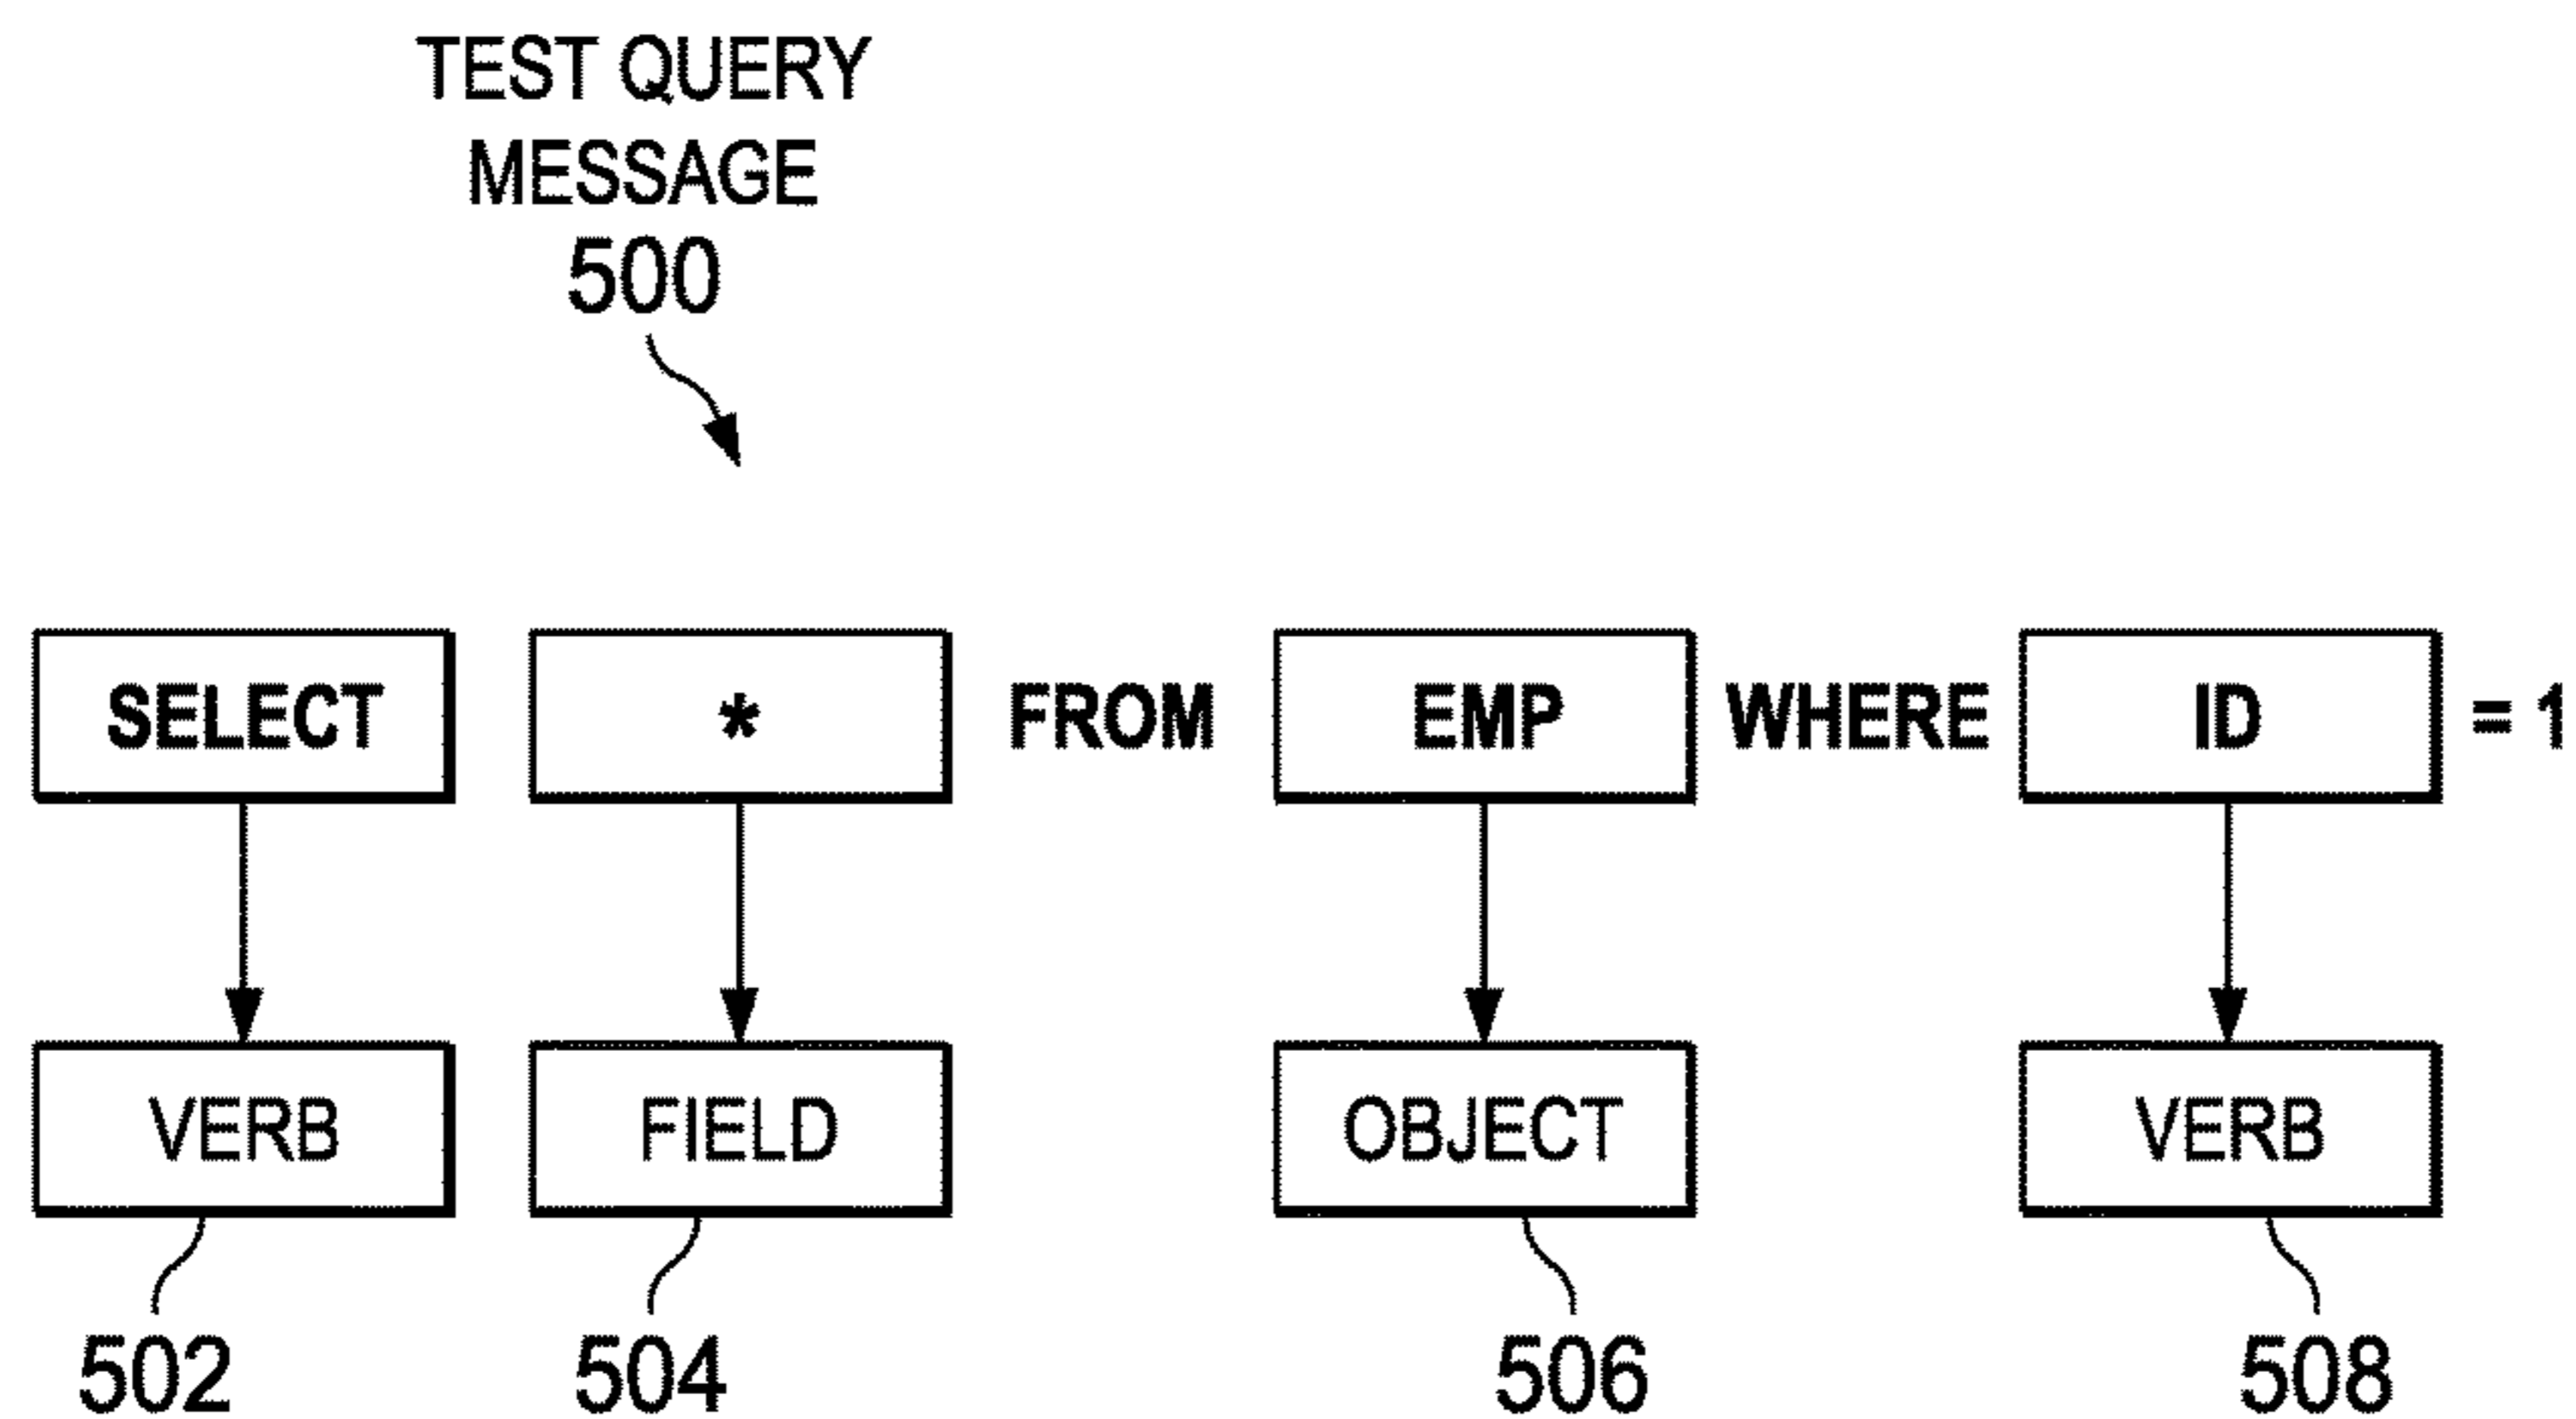 TEST QUERY
MESSAGE
500
SELECT * FROM EMP WHERE ID = 1
VERB FIELD OBJECT VERB
502 504 506 508